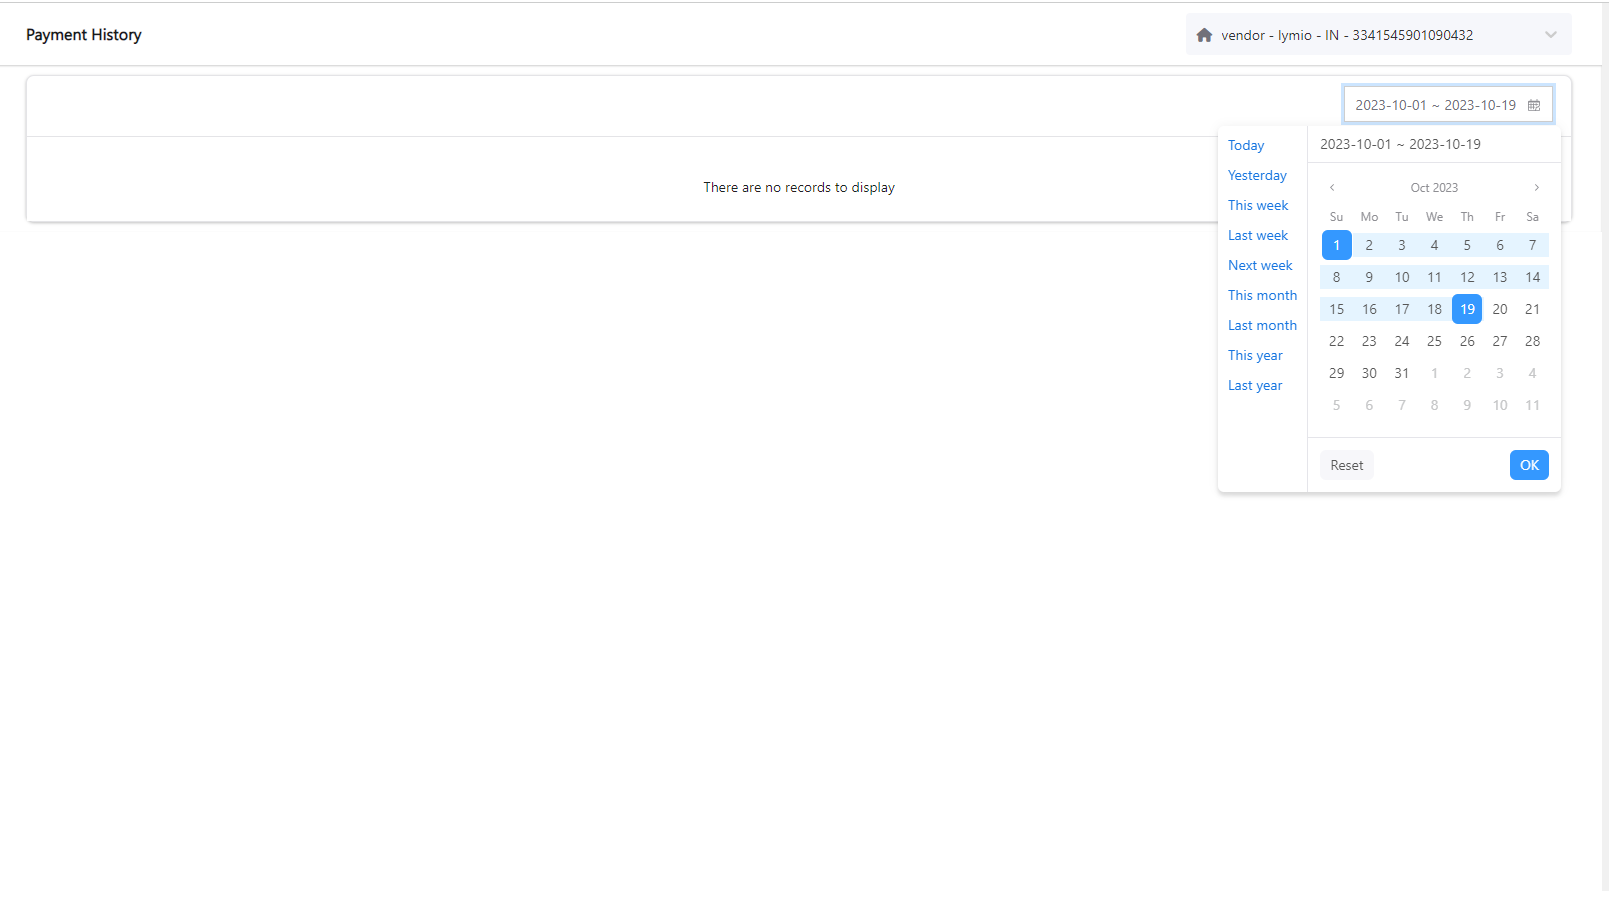 Payment History
vendor - lymio - IN - 3341545901090432
2023-10-01 ~ 2023-10-19
There are no records to display
Today
Yesterday
This week
Last week
Next week
This month
Last month
This year
Last year
2023-10-01 ~ 2023-10-19
Oct 2023
Su Mo Tu We Th Fr Sa
1 2 3 4 5 6 7
8 9 10 11 12 13 14
15 16 17 18 19 20 21
22 23 24 25 26 27 28
29 30 31 1 2 3 4
5 6 7 8 9 10 11
Reset OK